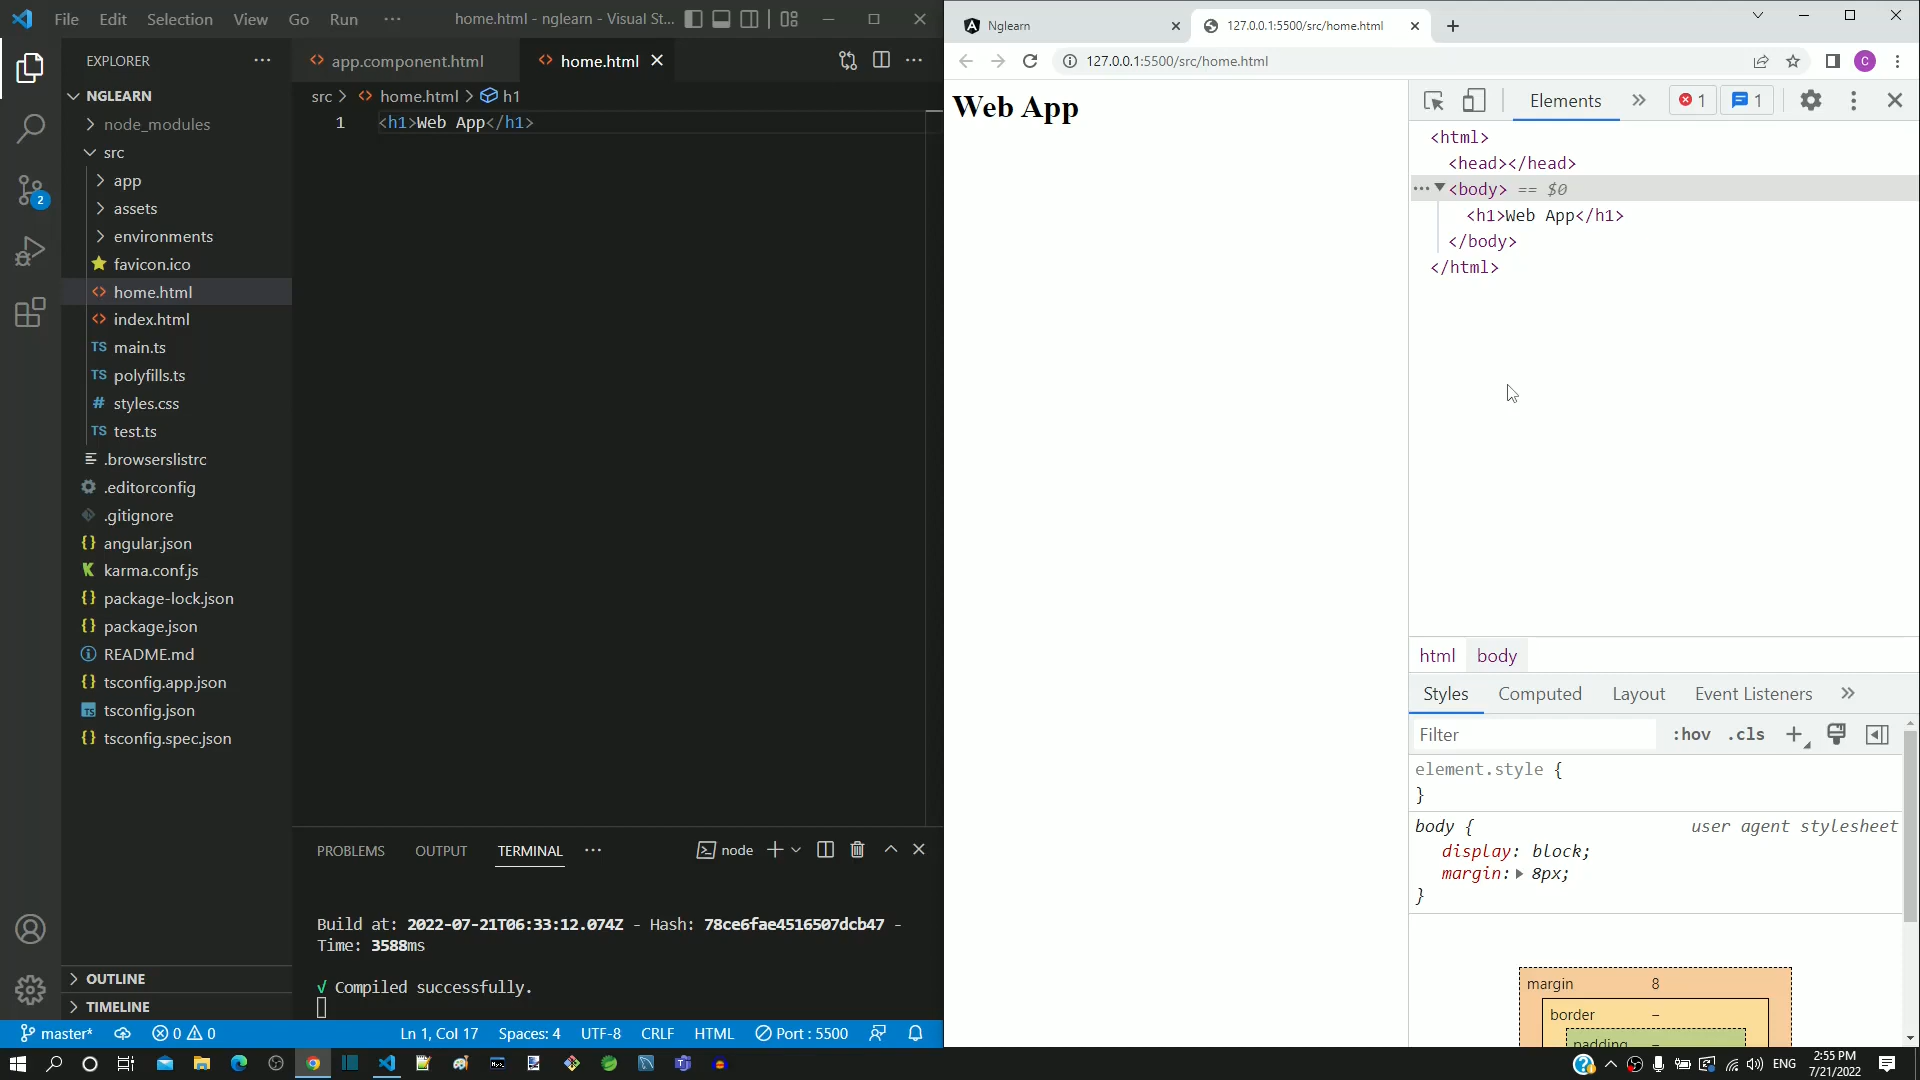 File Edit Selection View Go Run ··· home.html - nglearn - Visual St...
EXPLORER ···
NGLEARN
node_modules
src
app
assets
environments
favicon.ico
home.html
index.html
TS main.ts
TS polyfills.ts
# styles.css
TS test.ts
.browserslistrc
.editorconfig
.gitignore
{} angular.json
K karma.conf.js
{} package-lock.json
{} package.json
README.md
{} tsconfig.app.json
TS tsconfig.json
{} tsconfig.spec.json
OUTLINE
TIMELINE
2
app.component.html home.html
src > home.html > h1
1 <h1>Web App</h1>
PROBLEMS OUTPUT TERMINAL ··· node
Build at: 2022-07-21T06:33:12.074Z - Hash: 78ce6fae4516507dcb47 -
Time: 3588ms
√ Compiled successfully.
master* 0 0 Ln 1, Col 17 Spaces: 4 UTF-8 CRLF HTML Port : 5500
Nglearn 127.0.0.1:5500/src/home.html
127.0.0.1:5500/src/home.html C
Web App
Elements » 1 1
<html>
<head></head>
··· <body> == $0
<h1>Web App</h1>
</body>
</html>
html body
Styles Computed Layout Event Listeners »
Filter :hov .cls
element.style {
}
body { user agent stylesheet
display: block;
margin: 8px;
}
margin 8
border –
padding –
ENG 2:55 PM
7/21/2022